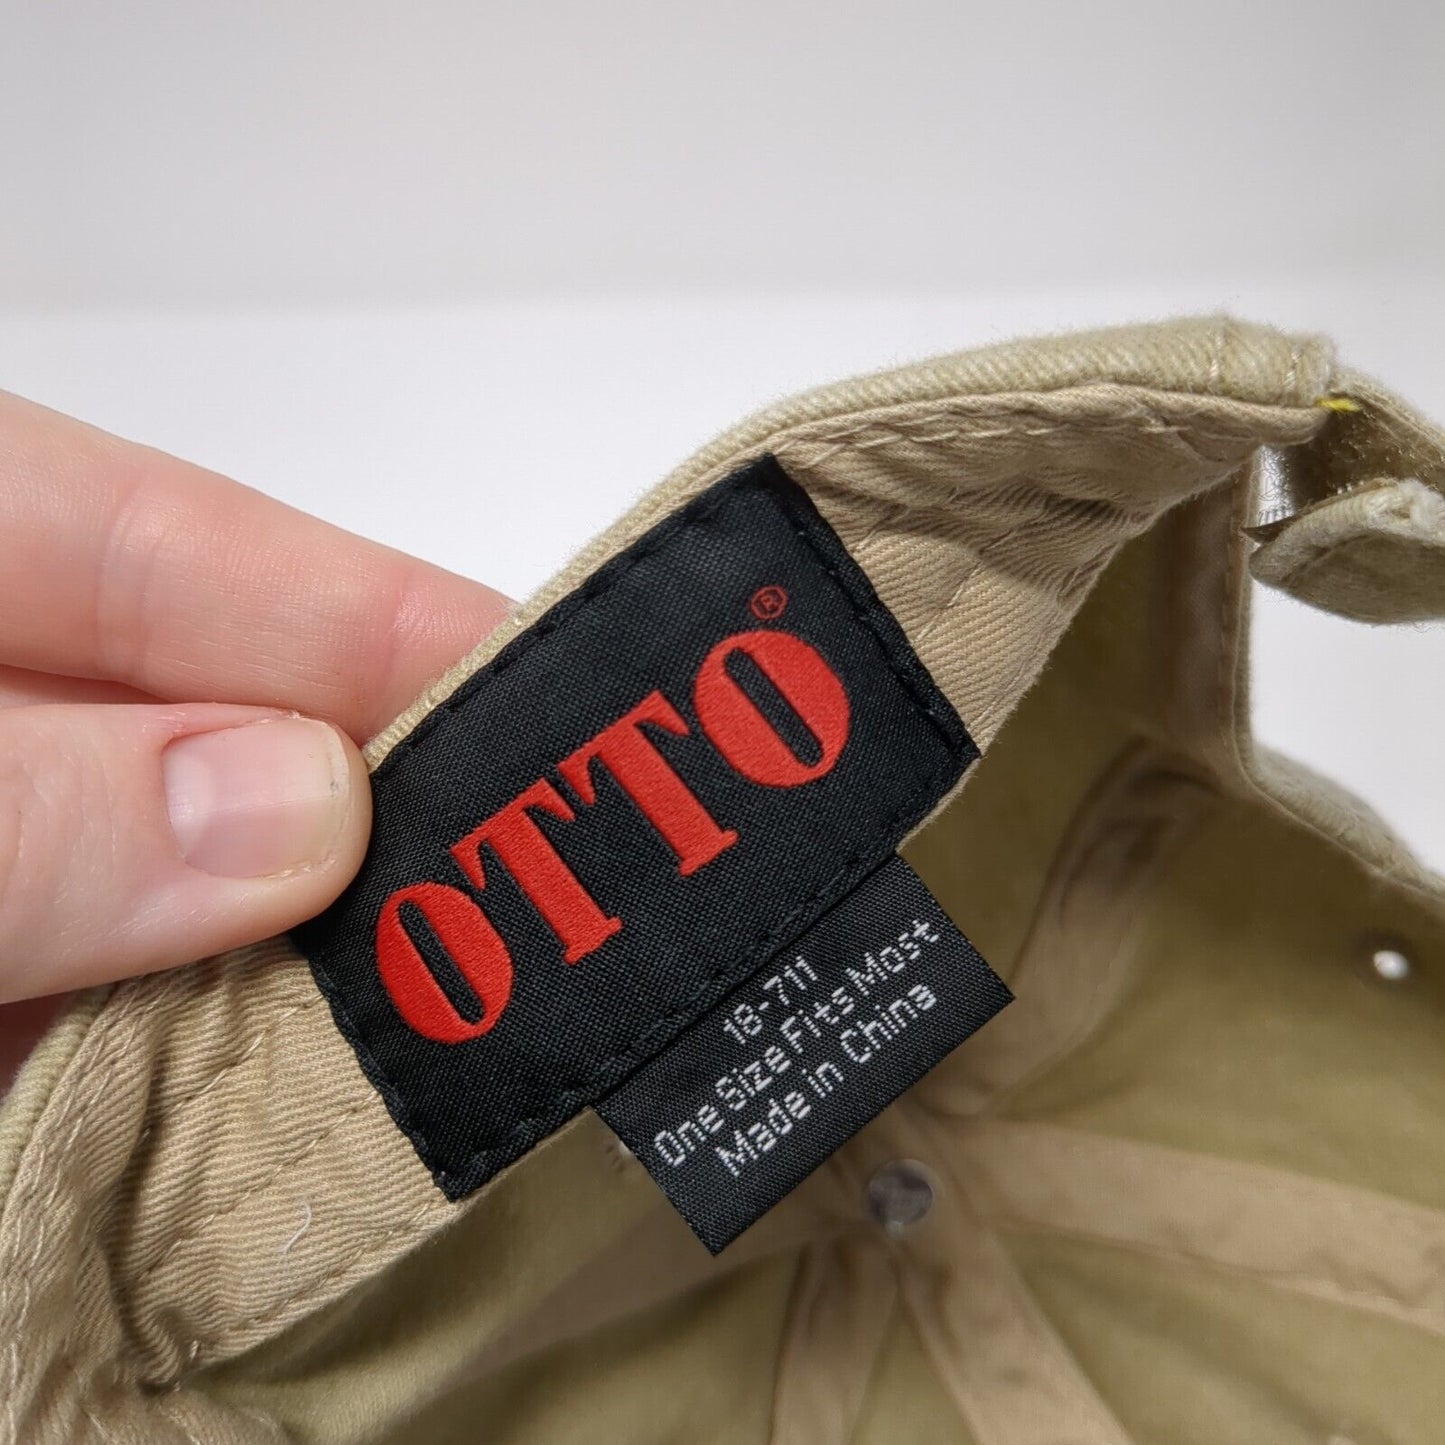 OTTO®
18-711
One Size Fits Most
Made in China